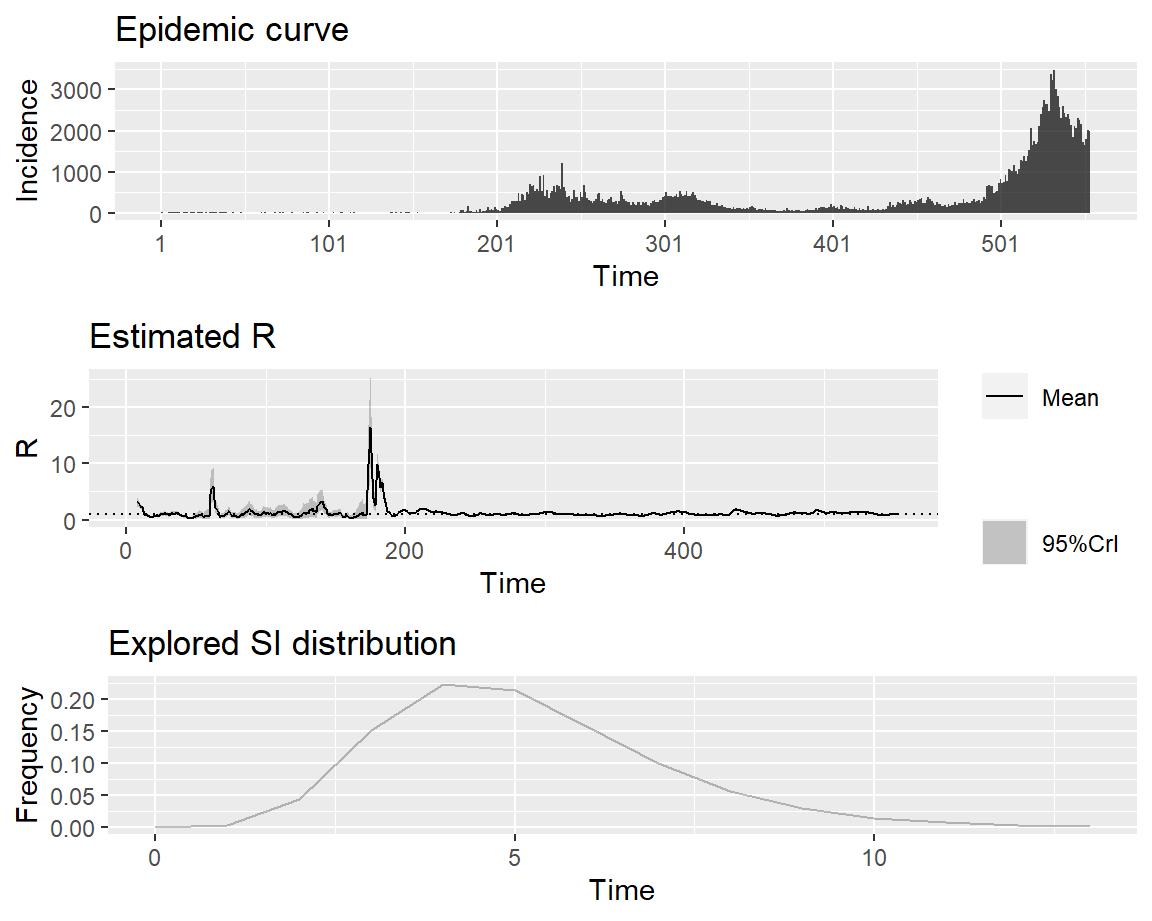 Epidemic curve
Incidence
3000
2000
1000
0
1 101 201 301 401 501
Time
Estimated R
R
20
10
0
0 200 400
Time
Mean
95%CrI
Explored SI distribution
Frequency
0.20
0.15
0.10
0.05
0.00
0 5 10
Time